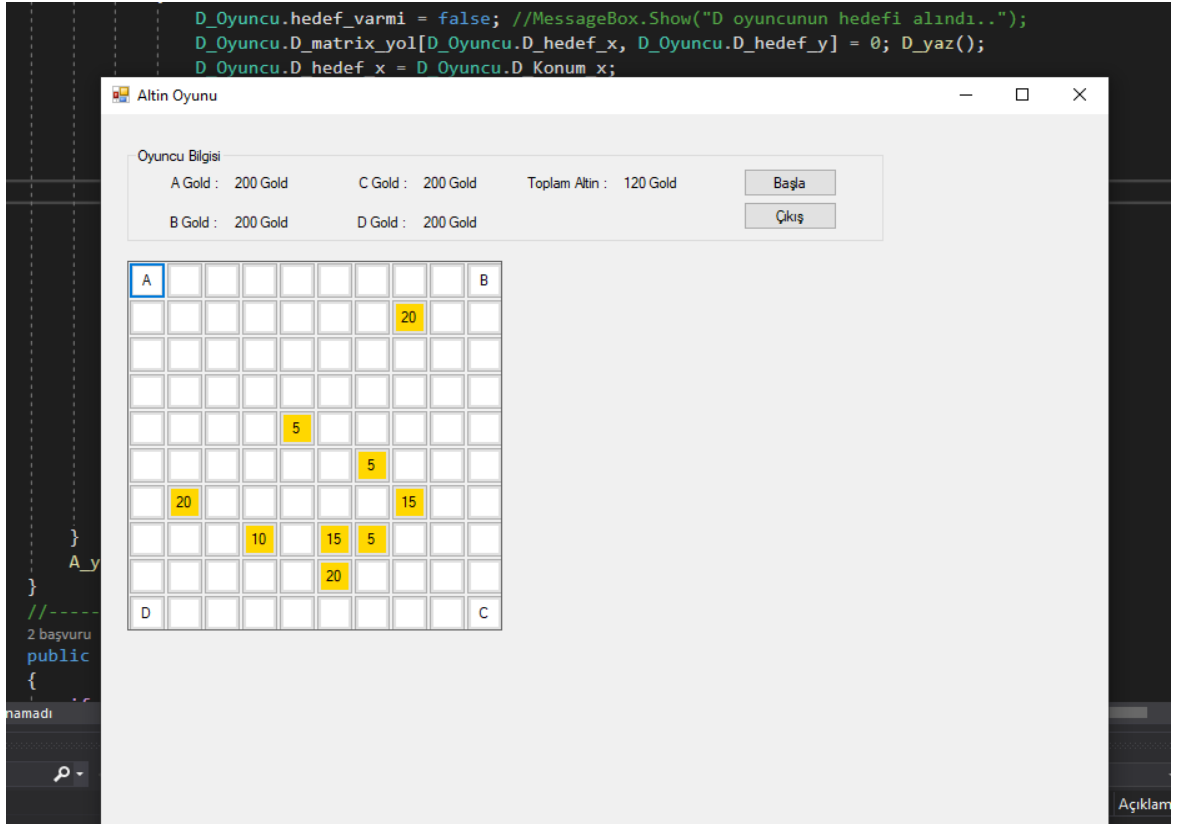 D_Oyuncu.hedef_varmi = false; //MessageBox.Show("D oyuncunun hedefi alındı..");
D_Oyuncu.D_matrix_yol[D_Oyuncu.D_hedef_x, D_Oyuncu.D_hedef_y] = 0; D_yaz();
D_Oyuncu.D_hedef_x = D_Oyuncu.D_Konum_x;
Altin Oyunu
Oyuncu Bilgisi
A Gold : 200 Gold C Gold : 200 Gold Toplam Altin : 120 Gold Başla
B Gold : 200 Gold D Gold : 200 Gold Çıkış
A B
20
5
5
20 15
10 15 5
20
D C
}
A_y
}
//-----
2 başvuru
public
{
namadı
Açıklam